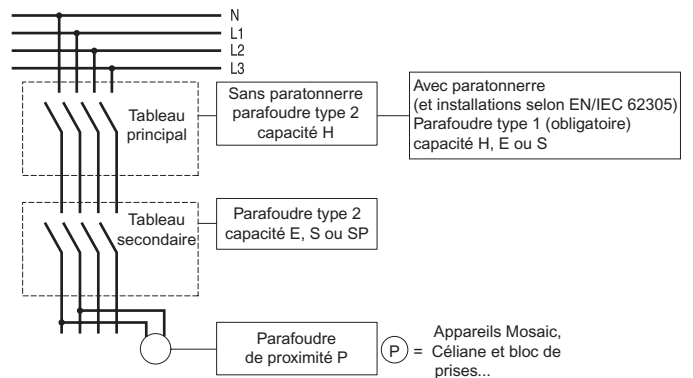 N
L1
L2
L3
Tableau
principal
Sans paratonnerre
parafoudre type 2
capacité H
Avec paratonnerre
(et installations selon EN/IEC 62305)
Parafoudre type 1 (obligatoire)
capacité H, E ou S
Tableau
secondaire
Parafoudre type 2
capacité E, S ou SP
Parafoudre
de proximité P
P = Appareils Mosaic,
Céliane et bloc de
prises...